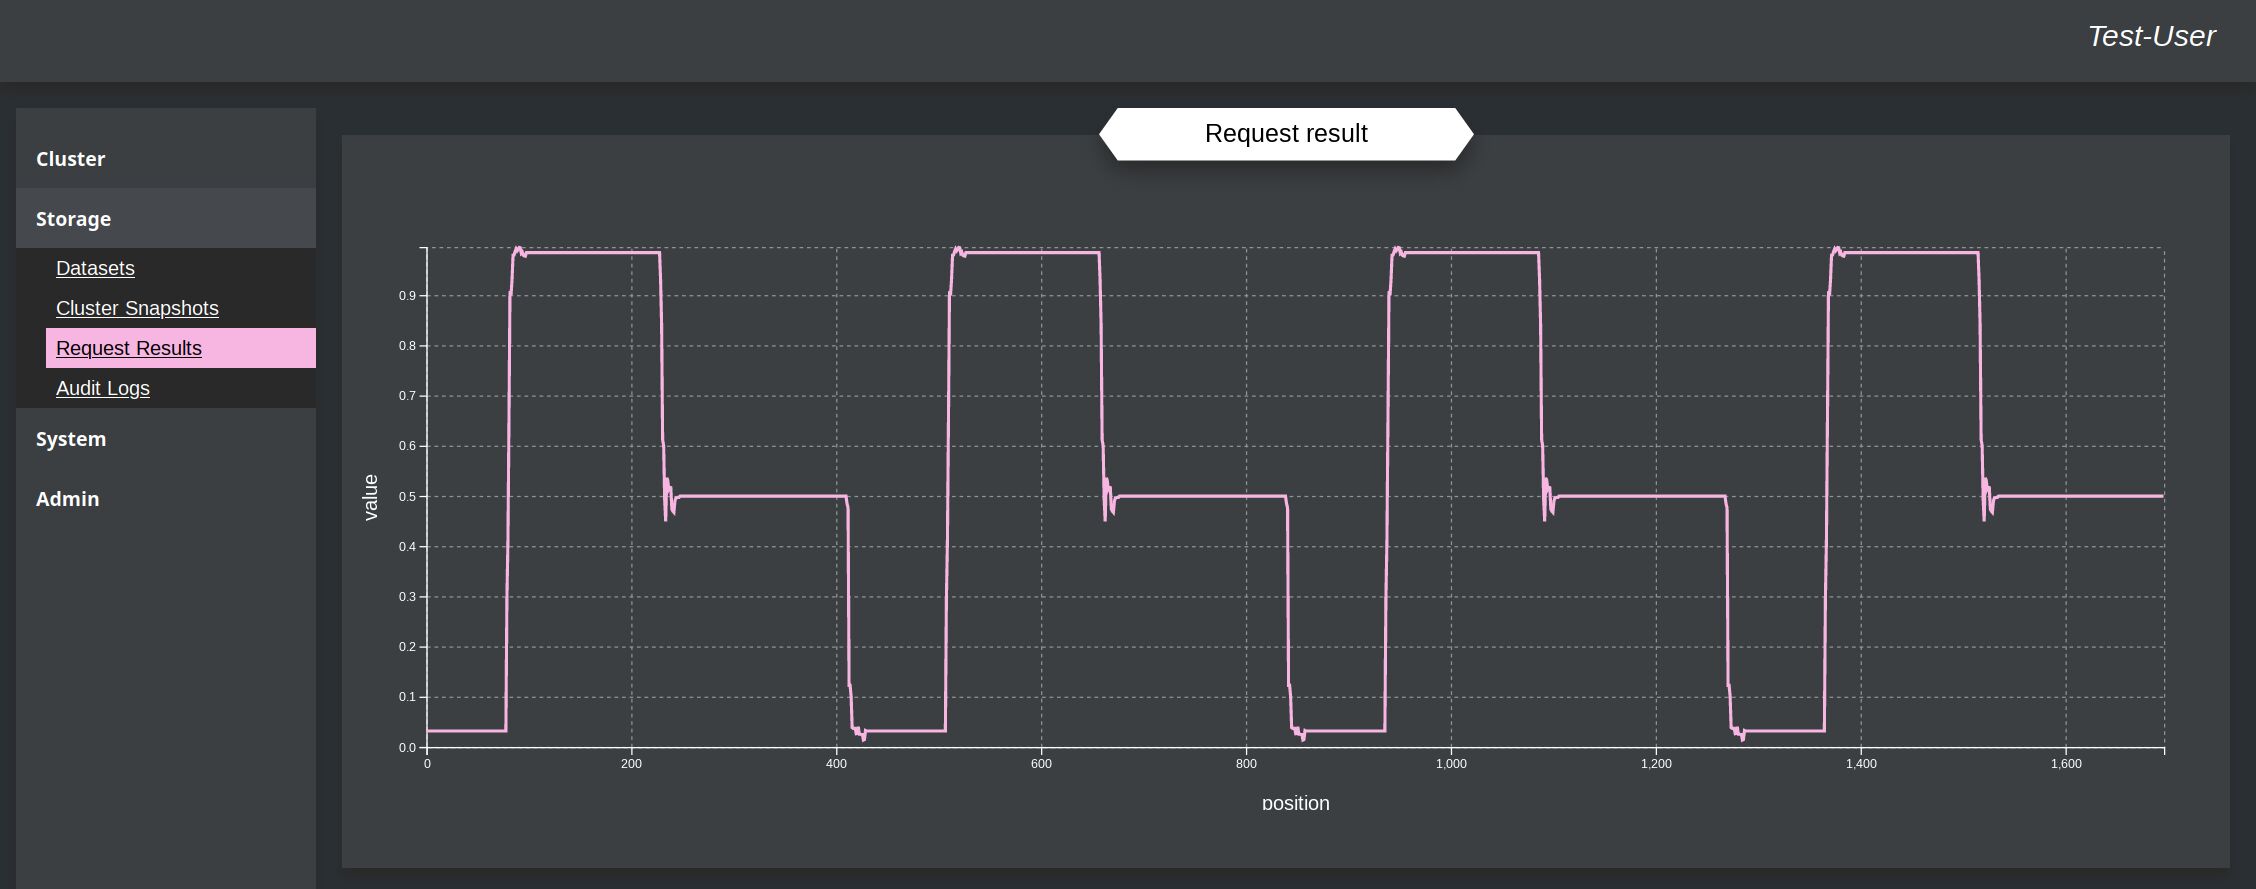 Test-User
Request result
Cluster
Storage
Datasets
Cluster Snapshots
Request Results
Audit Logs
System
Admin
value
0.9
0.8
0.7
0.6
0.5
0.4
0.3
0.2
0.1
0.0
0 200 400 600 800 1,000 1,200 1,400 1,600
position